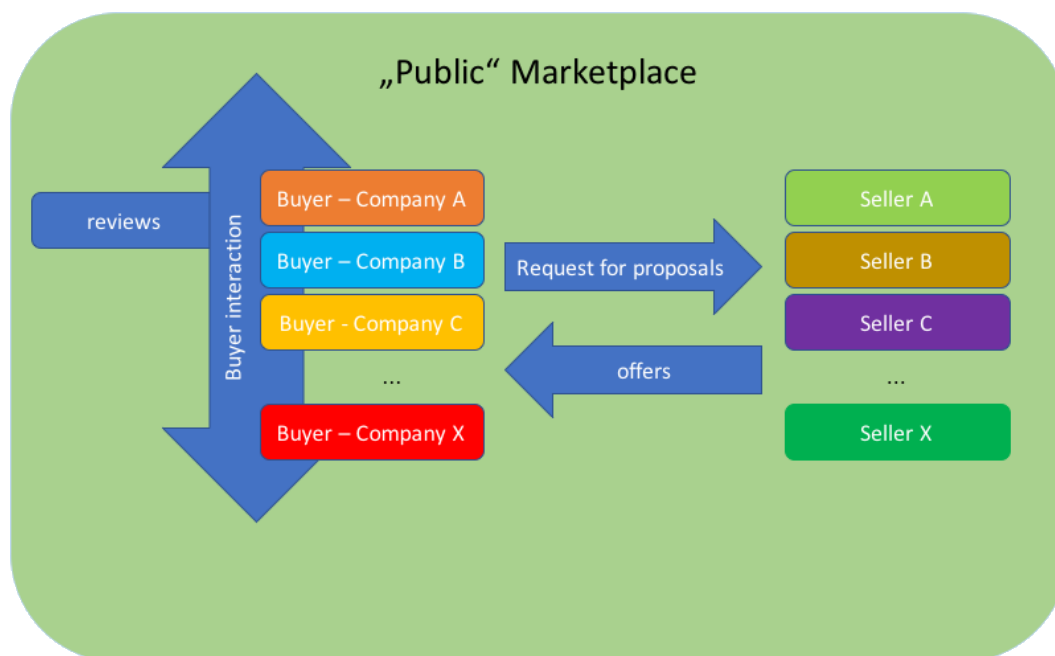 „Public“ Marketplace
reviews
Buyer interaction
Buyer – Company A
Buyer – Company B
Buyer - Company C
...
Buyer – Company X
Request for proposals
offers
Seller A
Seller B
Seller C
...
Seller X